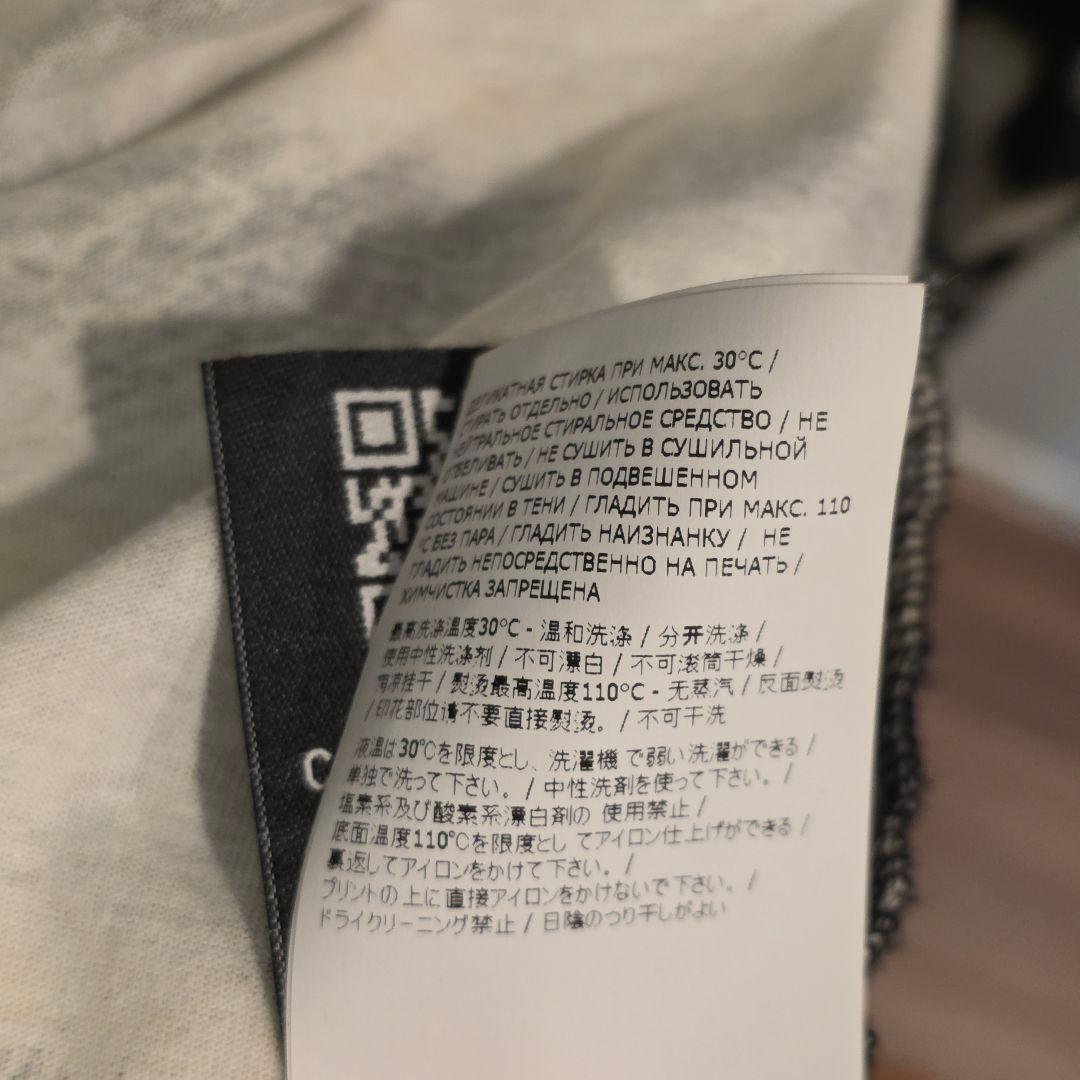 ДЕЛИКАТНАЯ СТИРКА ПРИ МАКС. 30°C /
СТИРАТЬ ОТДЕЛЬНО / ИСПОЛЬЗОВАТЬ
НЕЙТРАЛЬНОЕ СТИРАЛЬНОЕ СРЕДСТВО / НЕ
ОТБЕЛИВАТЬ / НЕ СУШИТЬ В СУШИЛЬНОЙ
МАШИНЕ / СУШИТЬ В ПОДВЕШЕННОМ
СОСТОЯНИИ В ТЕНИ / ГЛАДИТЬ ПРИ МАКС. 110
°C БЕЗ ПАРА / ГЛАДИТЬ НАИЗНАНКУ / НЕ
ГЛАДИТЬ НЕПОСРЕДСТВЕННО НА ПЕЧАТЬ /
ХИМЧИСТКА ЗАПРЕЩЕНА
最高洗涤温度30°C - 温和洗涤 / 分开洗涤 /
使用中性洗涤剂 / 不可漂白 / 不可滚筒干燥 /
阴凉挂干 / 熨烫最高温度110°C - 无蒸汽 / 反面熨烫
/ 印花部位请不要直接熨烫。 / 不可干洗
液温は30℃を限度とし、洗濯機 で弱い洗濯ができる /
単独で洗って下さい。 / 中性洗剤を使って下さい。 /
塩素系及び酸素系漂白剤の 使用禁止 /
底面温度110℃を限度とし てアイロン仕上げができる /
裏返してアイロンをかけて下さい。 /
プリントの上に直接アイロンをかけないで下さい。 /
ドライクリーニング禁止 / 日陰のつり干しがよい